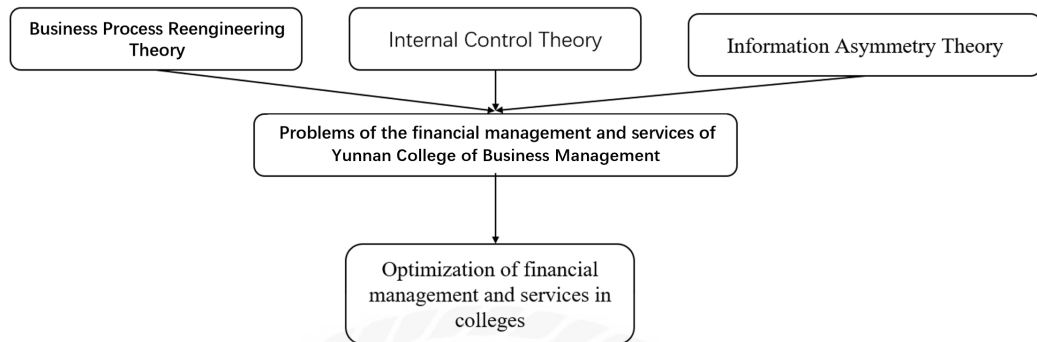 Business Process Reengineering
Theory
Internal Control Theory
Information Asymmetry Theory
Problems of the financial management and services of
Yunnan College of Business Management
Optimization of financial
management and services in
colleges